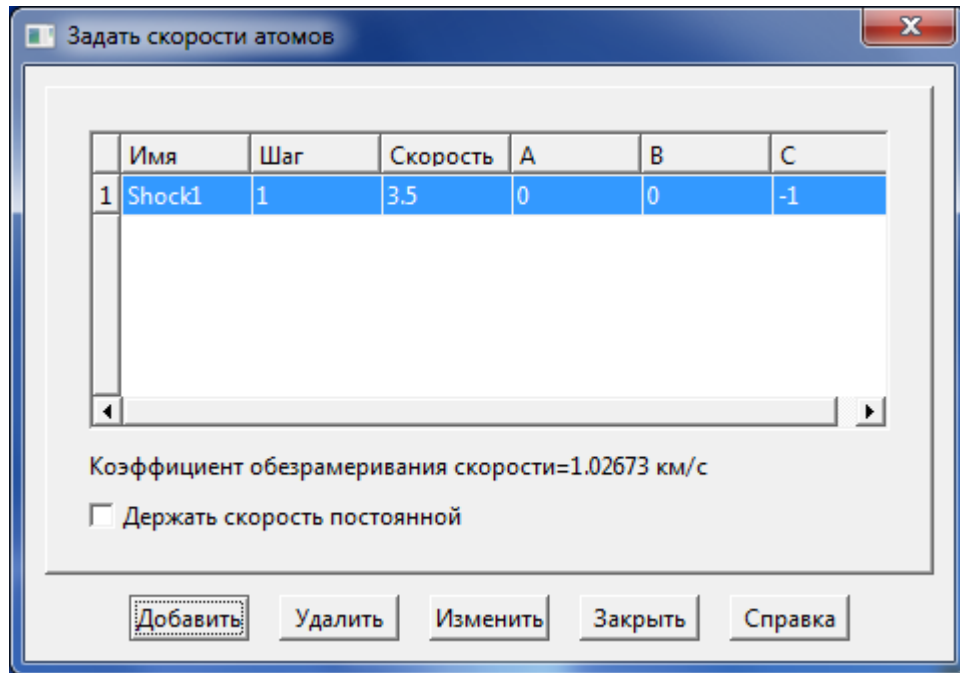 Задать скорости атомов
Имя Шаг Скорость A B C
1 Shock1 1 3.5 0 0 -1
Коэффициент обезрамеривания скорости=1.02673 км/с
Держать скорость постоянной
Добавить Удалить Изменить Закрыть Справка